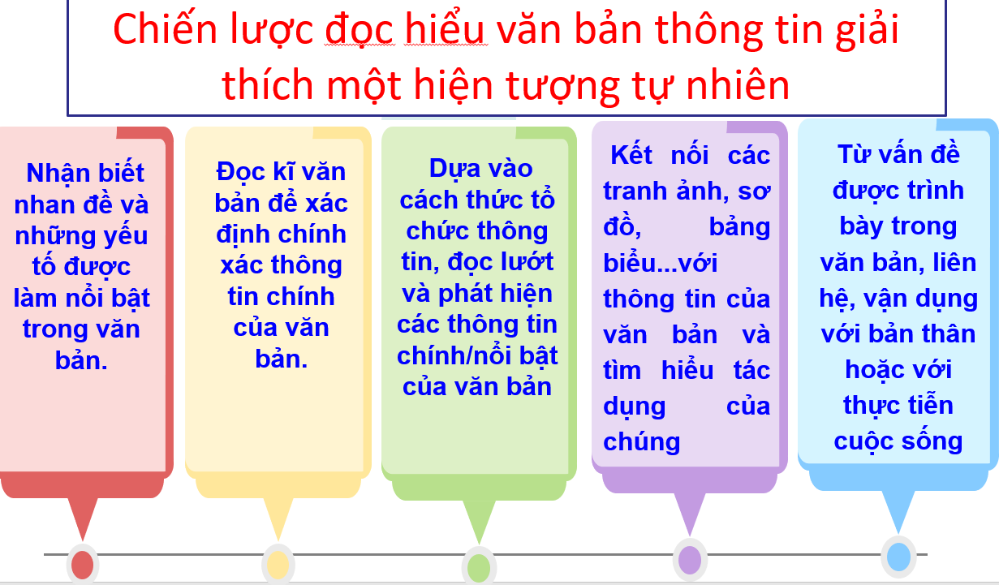 Chiến lược đọc hiểu văn bản thông tin giải
thích một hiện tượng tự nhiên
Nhận biết
nhan đề và
những yếu
tố được
làm nổi bật
trong văn
bản.
Đọc kĩ văn
bản để xác
định chính
xác thông
tin chính
của văn
bản.
Dựa vào
cách thức tổ
chức thông
tin, đọc lướt
và phát hiện
các thông tin
chính/nổi bật
của văn bản
Kết nối các
tranh ảnh, sơ
đồ, bảng
biểu...với
thông tin của
văn bản và
tìm hiểu tác
dụng của
chúng
Từ vấn đề
được trình
bày trong
văn bản, liên
hệ, vận dụng
với bản thân
hoặc với
thực tiễn
cuộc sống